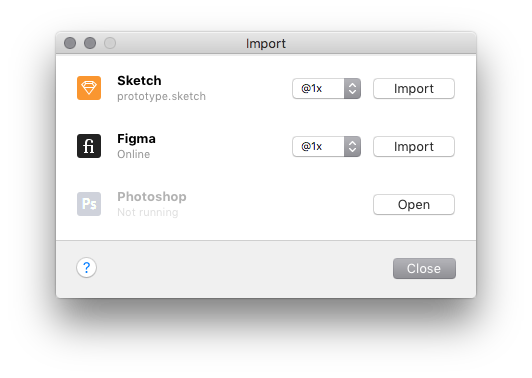 Import
Sketch
prototype.sketch
@1x
Import
fi
Figma
Online
@1x
Import
Ps
Photoshop
Not running
Open
?
Close